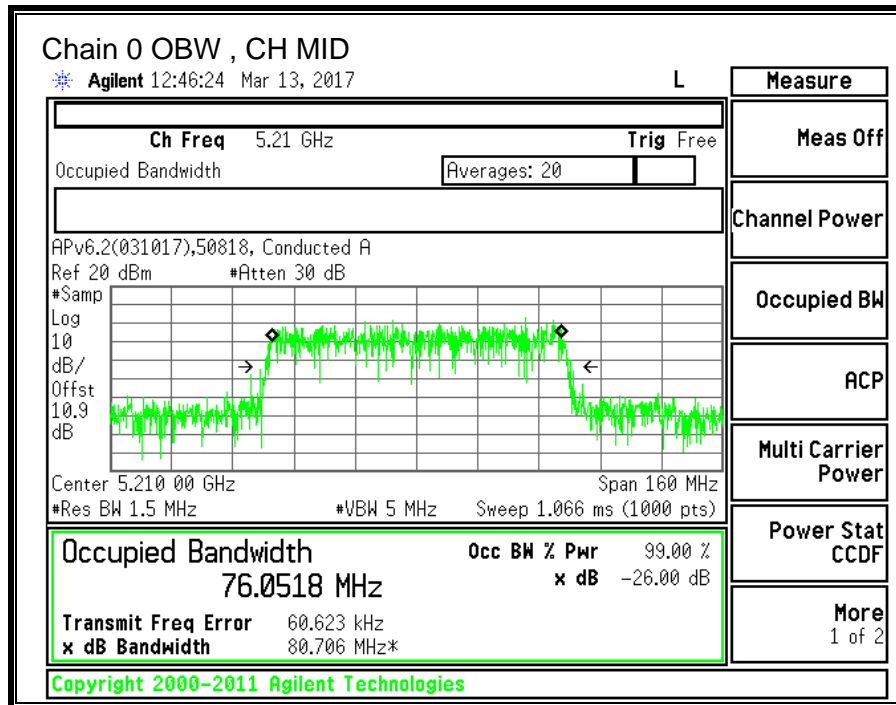 Chain 0 OBW , CH MID
Agilent 12:46:24 Mar 13, 2017 L
Measure
Ch Freq 5.21 GHz Trig Free
Occupied Bandwidth Averages: 20
APv6.2(031017),50818, Conducted A
Ref 20 dBm #Atten 30 dB
#Samp
Log
10
dB/
Offst
10.9
dB
Center 5.210 00 GHz Span 160 MHz
#Res BW 1.5 MHz #VBW 5 MHz Sweep 1.066 ms (1000 pts)
Occupied Bandwidth Occ BW % Pwr 99.00 %
76.0518 MHz x dB -26.00 dB
Transmit Freq Error 60.623 kHz
x dB Bandwidth 80.706 MHz*
Meas Off
Channel Power
Occupied BW
ACP
Multi Carrier
Power
Power Stat
CCDF
More
1 of 2
Copyright 2000-2011 Agilent Technologies